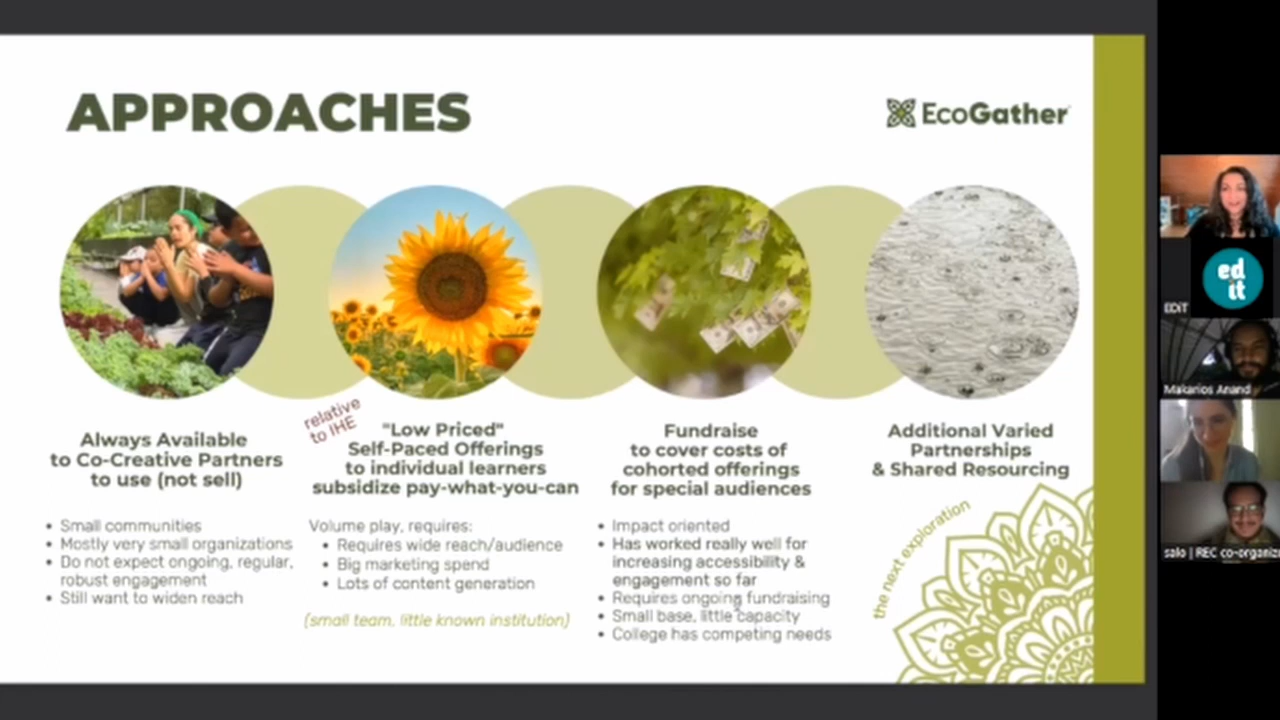 APPROACHES
EcoGather
Always Available
to Co-Creative Partners
to use (not sell)
• Small communities
• Mostly very small organizations
• Do not expect ongoing, regular,
robust engagement
• Still want to widen reach
relative
to IHE
"Low Priced"
Self-Paced Offerings
to individual learners
subsidize pay-what-you-can
Volume play, requires:
• Requires wide reach/audience
• Big marketing spend
• Lots of content generation
(small team, little known institution)
Fundraise
to cover costs of
cohorted offerings
for special audiences
• Impact oriented
• Has worked really well for
increasing accessibility &
engagement so far
• Requires ongoing fundraising
• Small base, little capacity
• College has competing needs
Additional Varied
Partnerships
& Shared Resourcing
the next exploration
ed
it
EDiT
Makarios Anand
salo | REC co-organiz